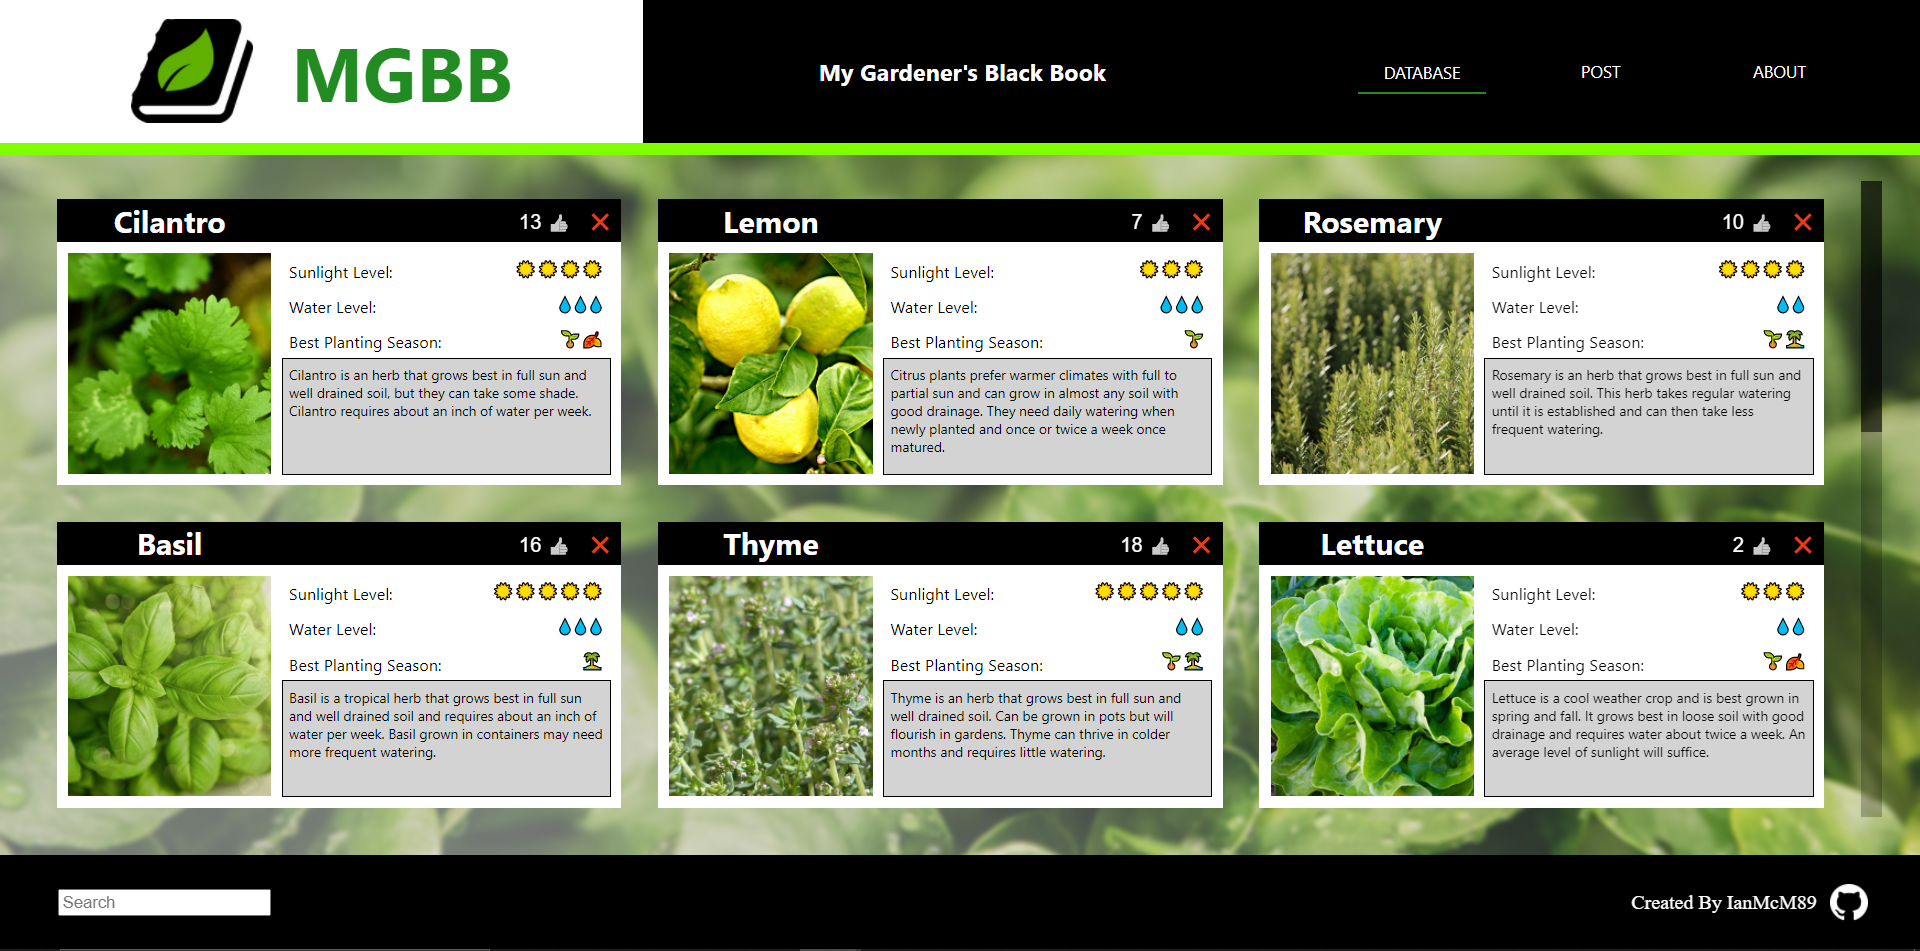 MGBB
My Gardener's Black Book
DATABASE
POST
ABOUT
Cilantro
13
Sunlight Level:
Water Level:
Best Planting Season:
Cilantro is an herb that grows best in full sun and
well drained soil, but they can take some shade.
Cilantro requires about an inch of water per week.
Lemon
7
Sunlight Level:
Water Level:
Best Planting Season:
Citrus plants prefer warmer climates with full to
partial sun and can grow in almost any soil with
good drainage. They need daily watering when
newly planted and once or twice a week once
matured.
Rosemary
10
Sunlight Level:
Water Level:
Best Planting Season:
Rosemary is an herb that grows best in full sun and
well drained soil. This herb takes regular watering
until it is established and can then take less
frequent watering.
Basil
16
Sunlight Level:
Water Level:
Best Planting Season:
Basil is a tropical herb that grows best in full sun
and well drained soil and requires about an inch of
water per week. Basil grown in containers may need
more frequent watering.
Thyme
18
Sunlight Level:
Water Level:
Best Planting Season:
Thyme is an herb that grows best in full sun and
well drained soil. Can be grown in pots but will
flourish in gardens. Thyme can thrive in colder
months and requires little watering.
Lettuce
2
Sunlight Level:
Water Level:
Best Planting Season:
Lettuce is a cool weather crop and is best grown in
spring and fall. It grows best in loose soil with good
drainage and requires water about twice a week. An
average level of sunlight will suffice.
Search
Created By IanMcM89